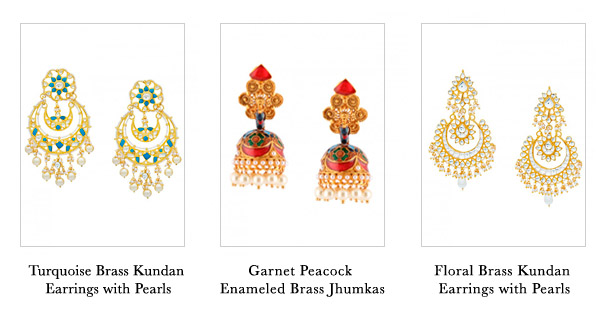 Turquoise Brass Kundan
Earrings with Pearls
Garnet Peacock
Enameled Brass Jhumkas
Floral Brass Kundan
Earrings with Pearls